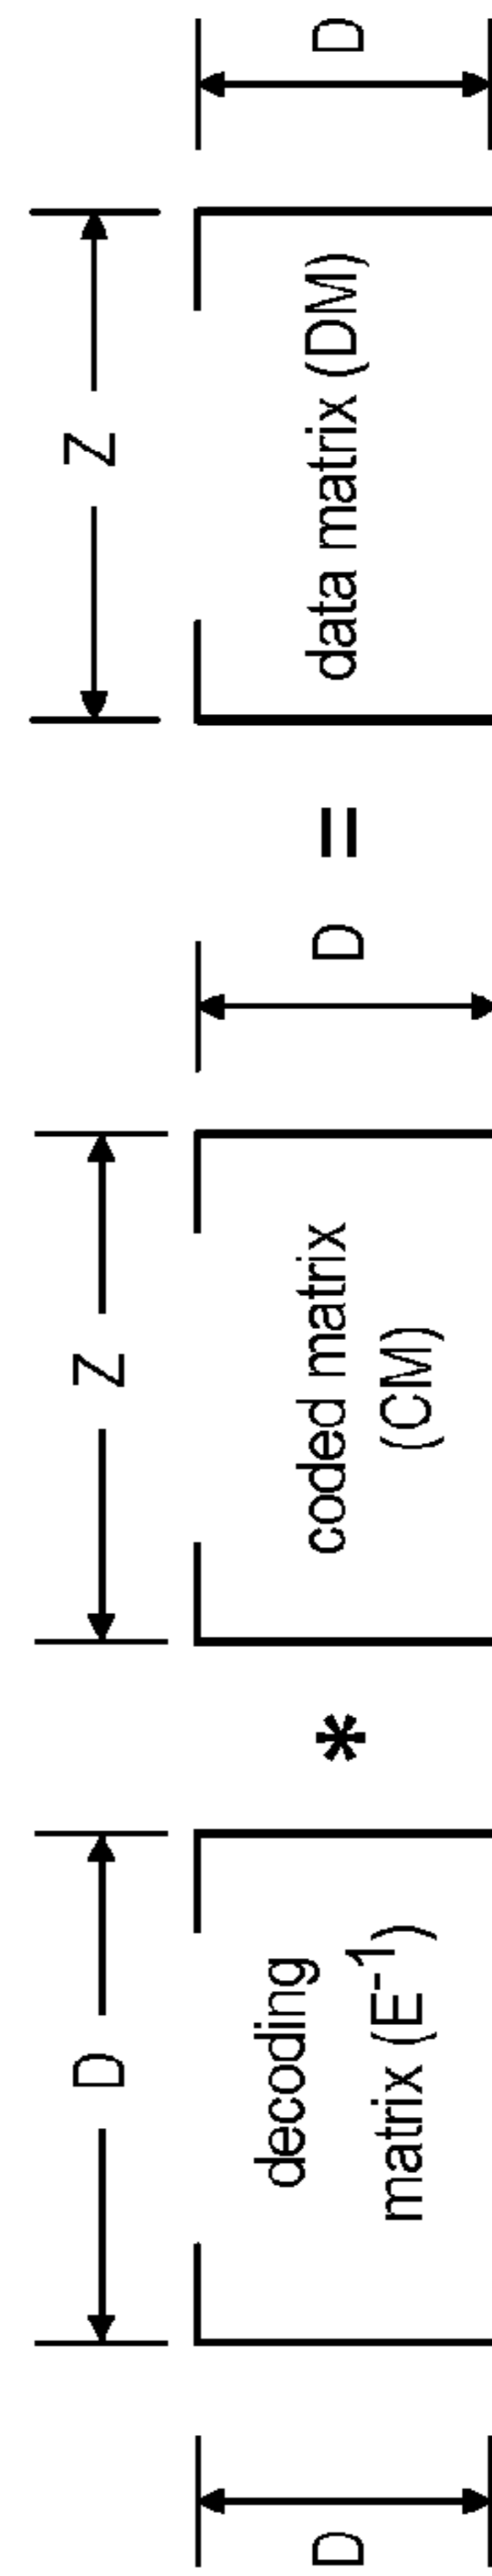 D
D
decoding
matrix (E⁻¹)
*
Z
coded matrix
(CM)
D
=
Z
data matrix (DM)
D